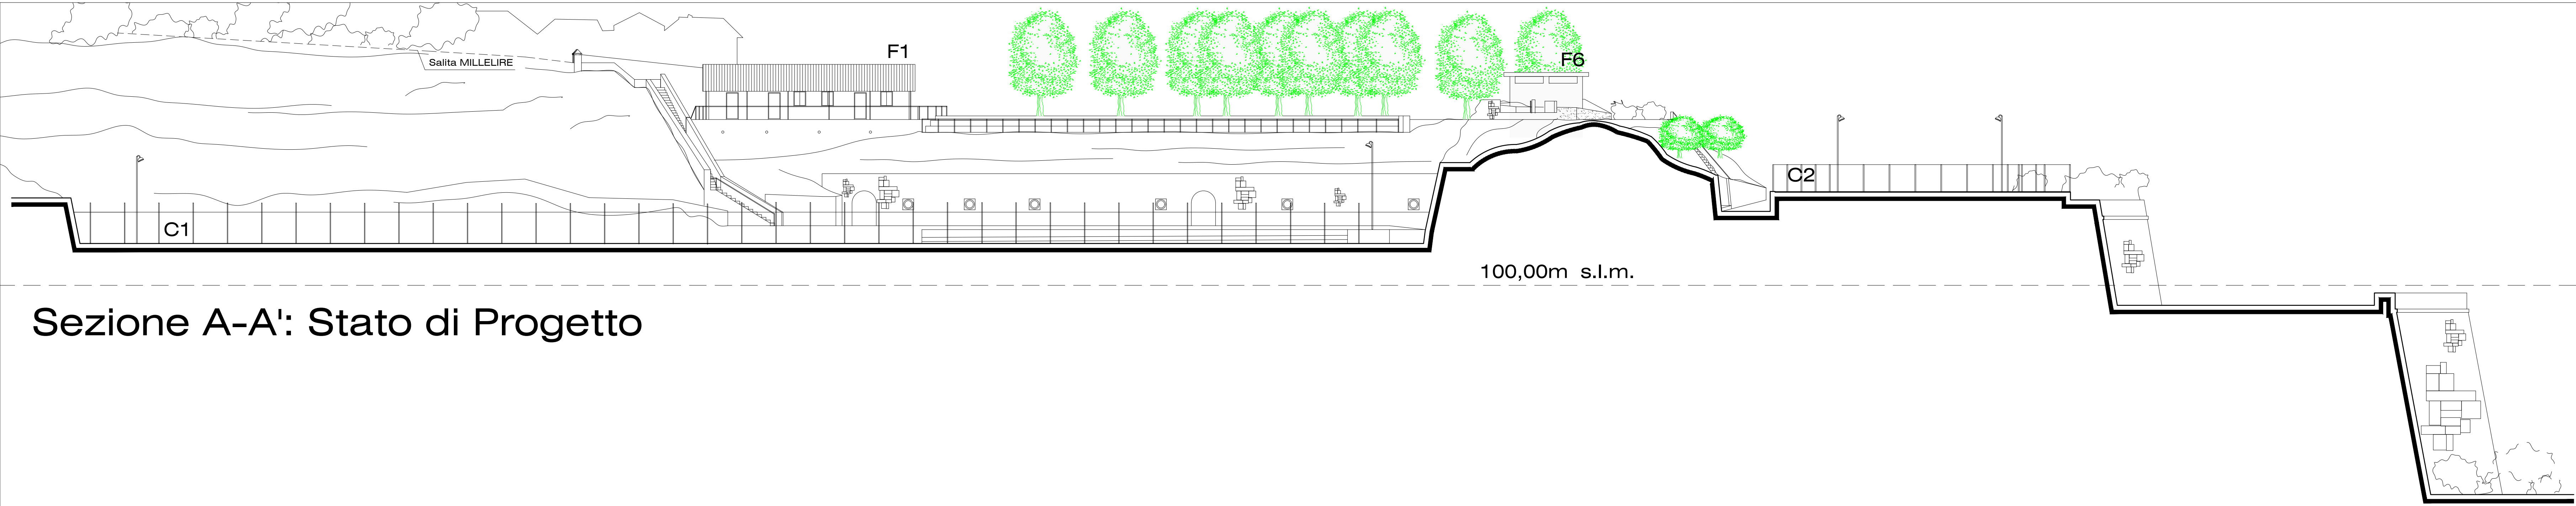 Salita MILLELIRE
F1
F6
C1
C2
100,00m s.l.m.
Sezione A-A': Stato di Progetto